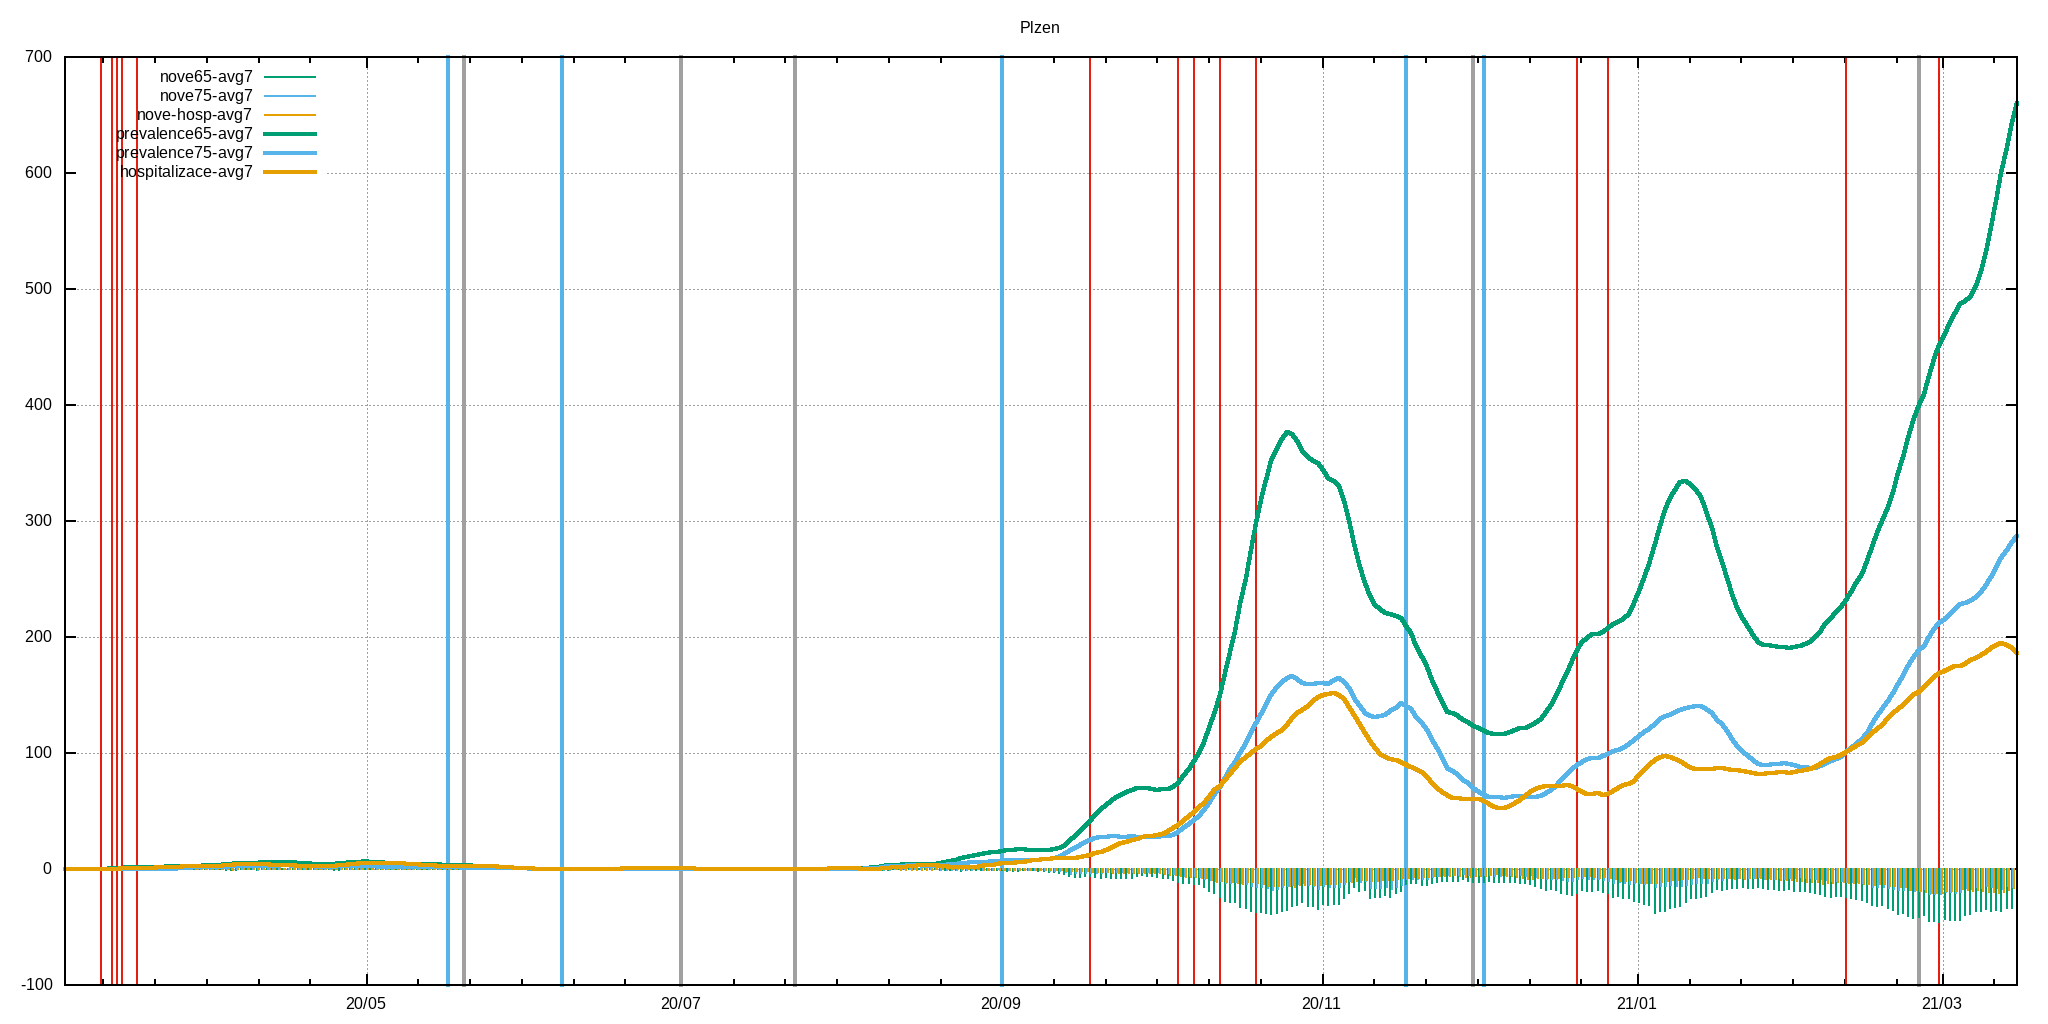 Plzen
700
nove65-avg7
nove75-avg7
nove-hosp-avg7
prevalence65-avg7
prevalence75-avg7
hospitalizace-avg7
600
500
400
300
200
100
0
-100
20/05
20/07
20/09
20/11
21/01
21/03